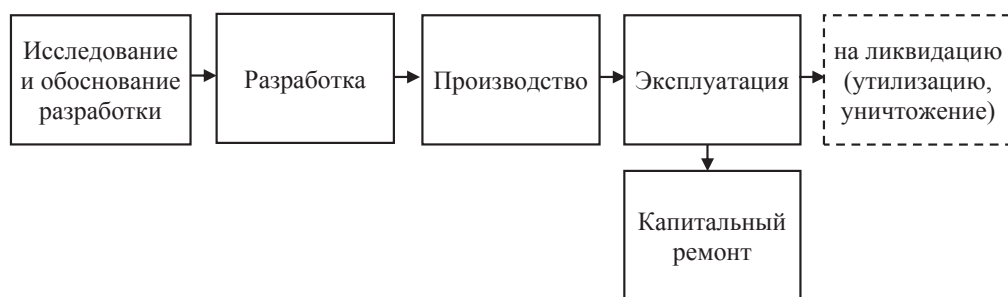 Исследование
и обоснование
разработки
Разработка
Производство
Эксплуатация
на ликвидацию
(утилизацию,
уничтожение)
Капитальный
ремонт